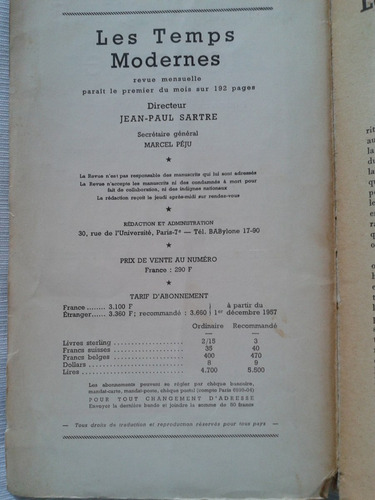 Les Temps
Modernes
revue mensuelle
paraît le premier du mois sur 192 pages
Directeur
JEAN-PAUL SARTRE
Secrétaire général
MARCEL PÉJU
La Revue n'est pas responsable des manuscrits qui lui sont adressés
La Revue n'accepte les manuscrits ni des condamnés à mort pour
fait de collaboration, ni des indignes nationaux
La rédaction reçoit le jeudi après-midi sur rendez-vous
RÉDACTION ET ADMINISTRATION
30, rue de l'Université, Paris-7e — Tél. BABylone 17-90
PRIX DE VENTE AU NUMÉRO
France : 290 F
TARIF D'ABONNEMENT
France....... 3.100 F à partir du
Étranger...... 3.360 F; recommandé : 3.660 1er décembre 1957
Ordinaire Recommandé
Livres sterling 2/15 3
Francs suisses 35 40
Francs belges 400 470
Dollars 8 9
Lires 4.700 5.500
Les abonnements peuvent se régler par chèque bancaire,
mandat-carte, mandat-poste, chèque postal (compte Paris
POUR TOUT CHANGEMENT D'ADRESSE
Envoyer la dernière bande et joindre la somme de 50 francs
— Tous droits de traduction et reproduction réservés pour tous pays —